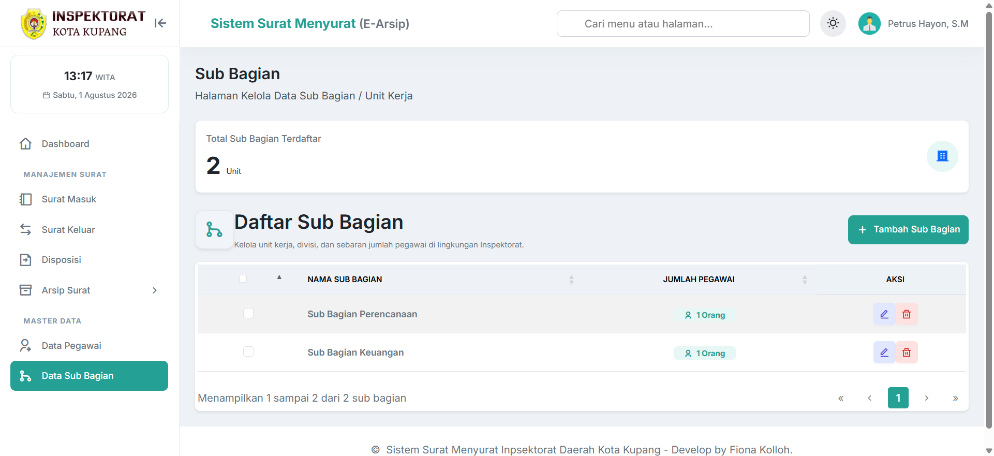 INSPEKTORAT
KOTA KUPANG
Sistem Surat Menyurat (E-Arsip)
Cari menu atau halaman...
Petrus Hayon, S.M
13:17 WITA
Sabtu, 1 Agustus 2026
Dashboard
MANAJEMEN SURAT
Surat Masuk
Surat Keluar
Disposisi
Arsip Surat
MASTER DATA
Data Pegawai
Data Sub Bagian
Sub Bagian
Halaman Kelola Data Sub Bagian / Unit Kerja
Total Sub Bagian Terdaftar
2 Unit
Daftar Sub Bagian
Kelola unit kerja, divisi, dan sebaran jumlah pegawai di lingkungan Inspektorat.
+ Tambah Sub Bagian
NAMA SUB BAGIAN JUMLAH PEGAWAI AKSI
Sub Bagian Perencanaan 1 Orang
Sub Bagian Keuangan 1 Orang
Menampilkan 1 sampai 2 dari 2 sub bagian
« ‹ 1 › »
© Sistem Surat Menyurat Inpsektorat Daerah Kota Kupang - Develop by Fiona Kolloh.